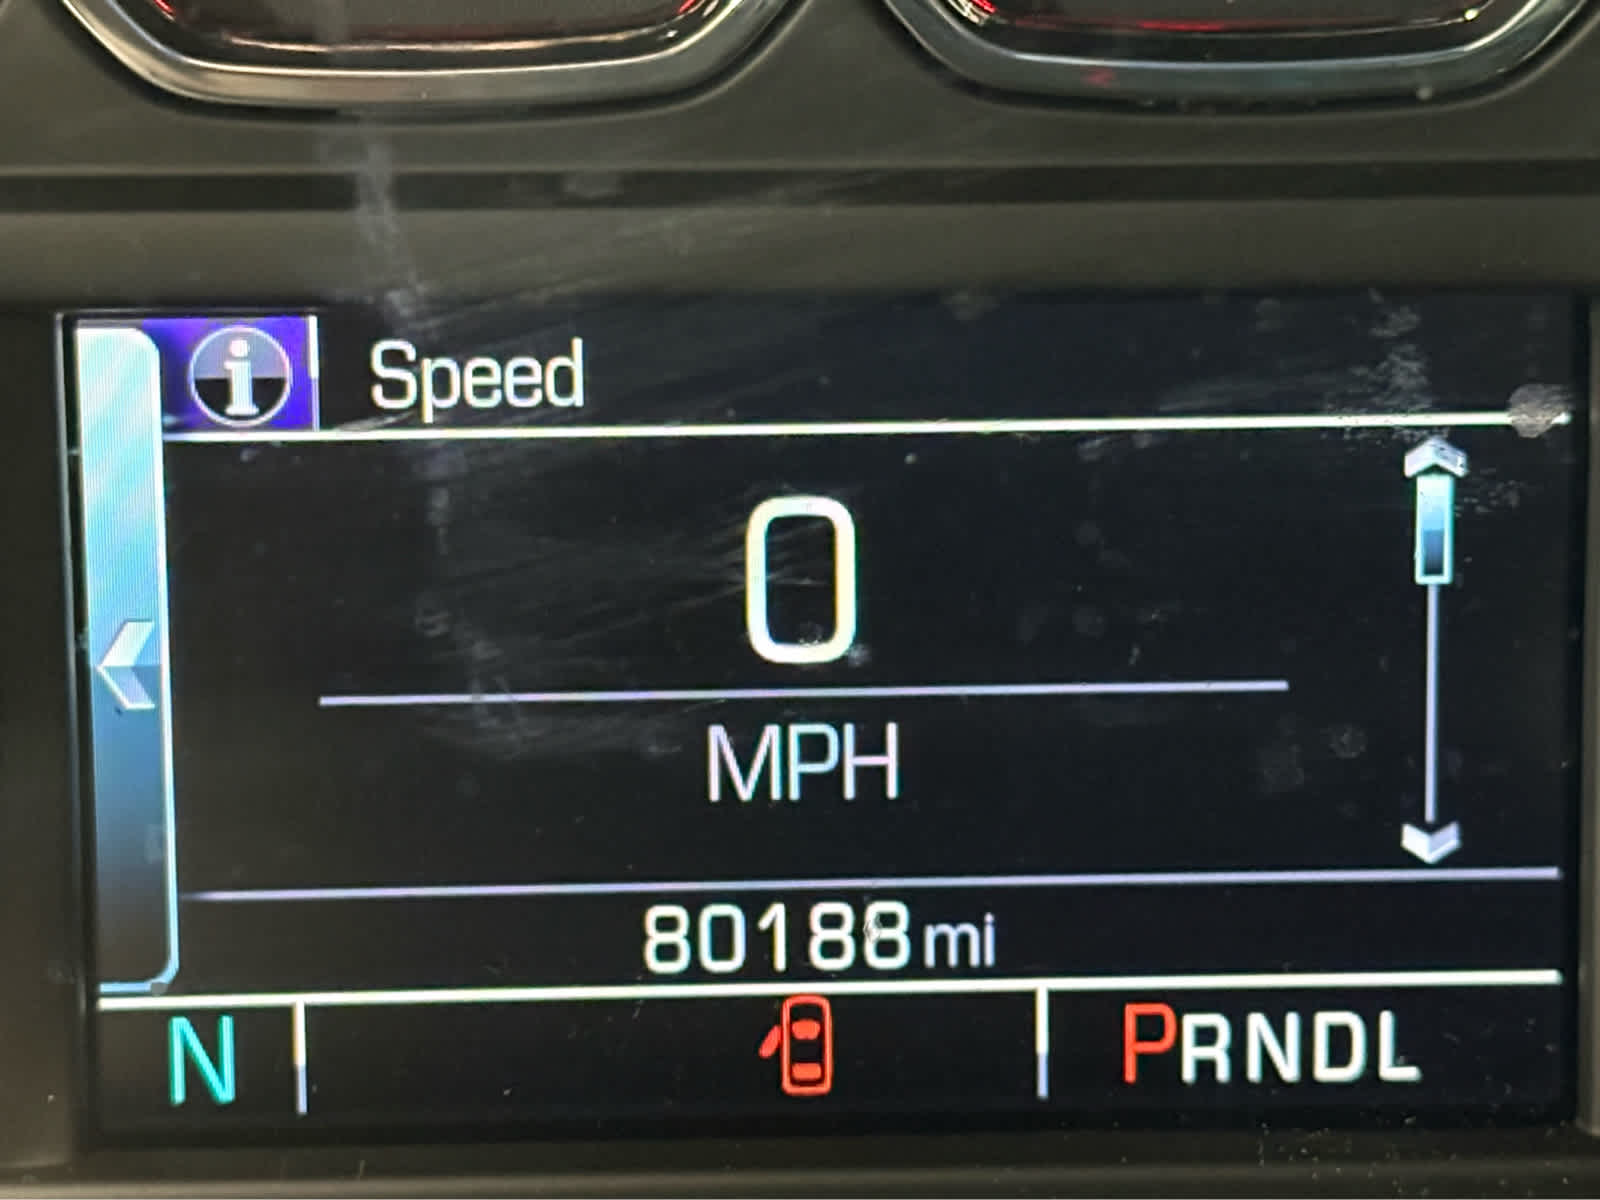 i Speed
0
MPH
80188 mi
N PRNDL